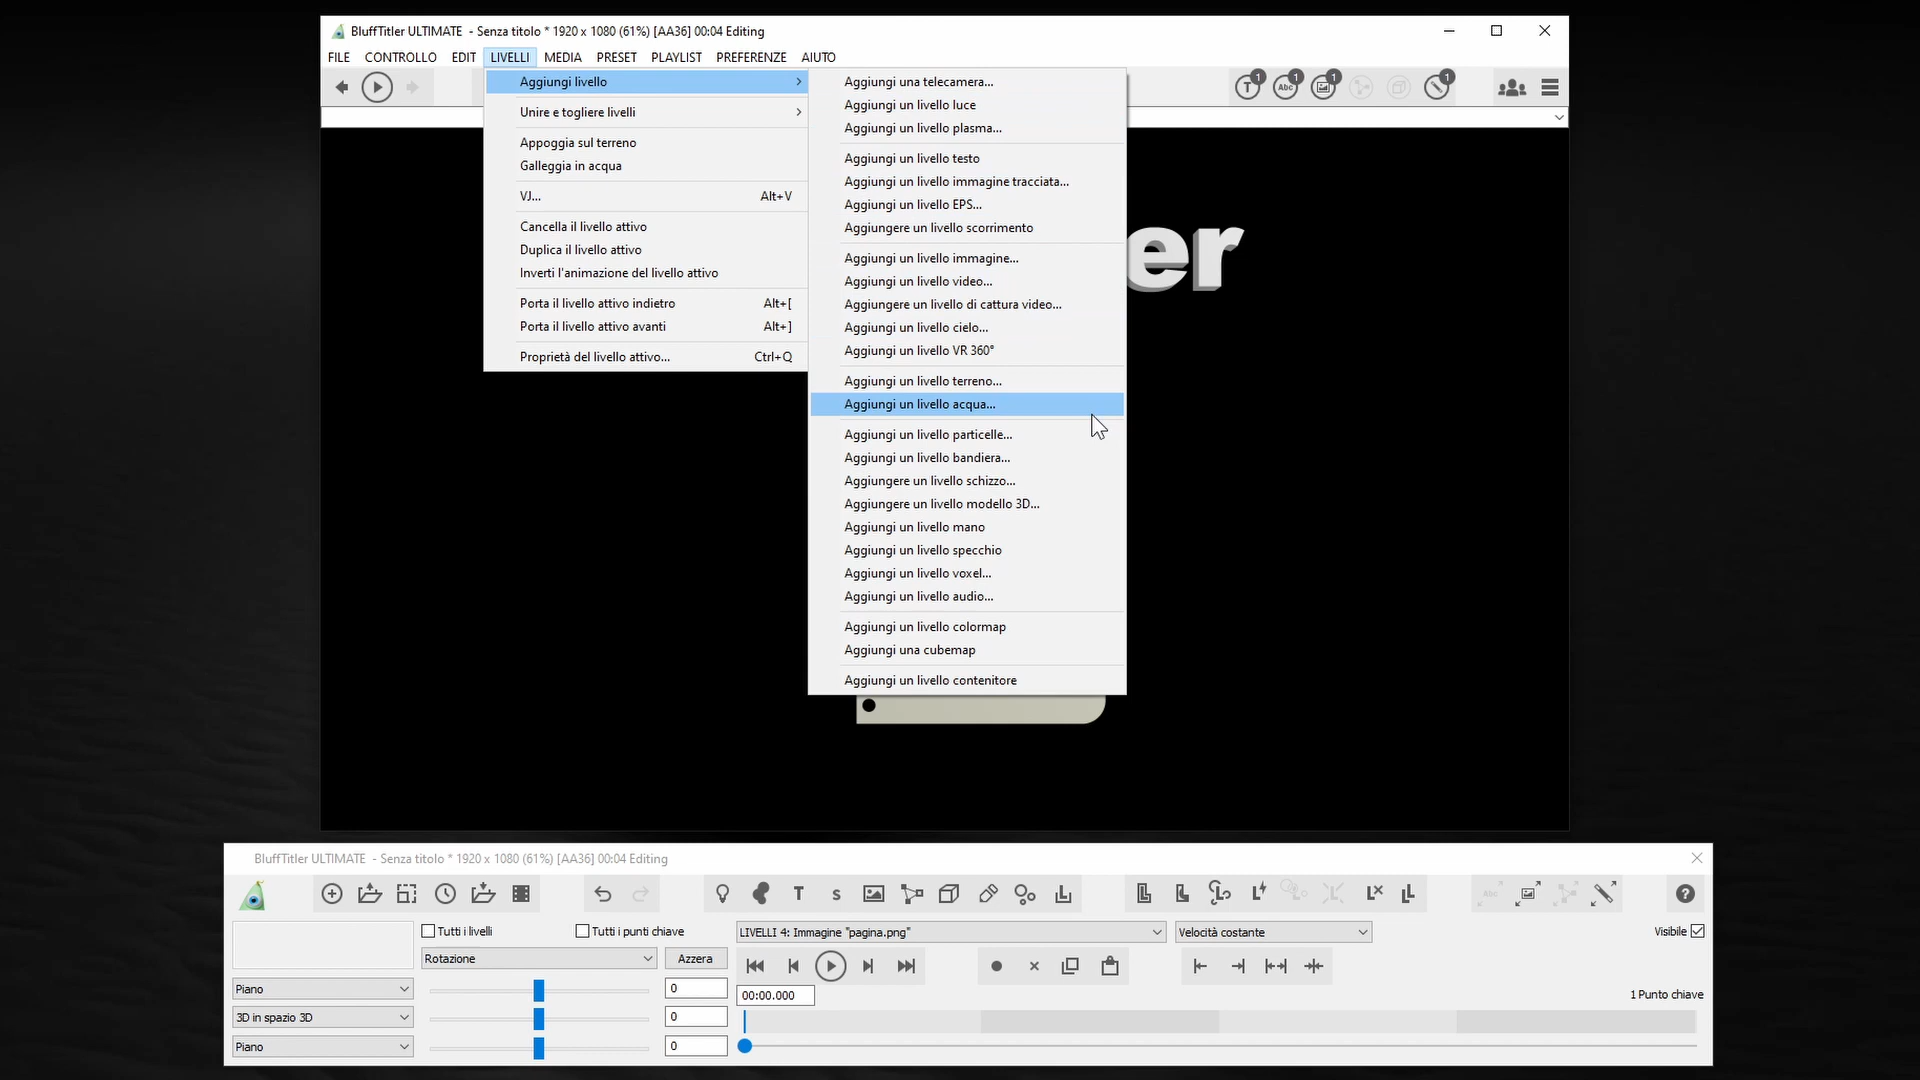 BluffTitler ULTIMATE - Senza titolo * 1920 x 1080 (61%) [AA36] 00:04 Editing
FILE CONTROLLO EDIT LIVELLI MEDIA PRESET PLAYLIST PREFERENZE AIUTO
Aggiungi livello
Unire e togliere livelli
Appoggia sul terreno
Galleggia in acqua
VJ... Alt+V
Cancella il livello attivo
Duplica il livello attivo
Inverti l'animazione del livello attivo
Porta il livello attivo indietro Alt+[
Porta il livello attivo avanti Alt+]
Proprietà del livello attivo... Ctrl+Q
Aggiungi una telecamera...
Aggiungi un livello luce
Aggiungi un livello plasma...
Aggiungi un livello testo
Aggiungi un livello immagine tracciata...
Aggiungi un livello EPS...
Aggiungere un livello scorrimento
Aggiungi un livello immagine...
Aggiungi un livello video...
Aggiungere un livello di cattura video...
Aggiungi un livello cielo...
Aggiungi un livello VR 360°
Aggiungi un livello terreno...
Aggiungi un livello acqua...
Aggiungi un livello particelle...
Aggiungi un livello bandiera...
Aggiungere un livello schizzo...
Aggiungere un livello modello 3D...
Aggiungi un livello mano
Aggiungi un livello specchio
Aggiungi un livello voxel...
Aggiungi un livello audio...
Aggiungi un livello colormap
Aggiungi una cubemap
Aggiungi un livello contenitore
T 1 Abc 1 1 1
er
BluffTitler ULTIMATE - Senza titolo * 1920 x 1080 (61%) [AA36] 00:04 Editing
T S ?
Tutti i livelli Tutti i punti chiave LIVELLI 4: Immagine "pagina.png" Velocità costante Visibile
Rotazione Azzera
Piano 0 00:00.000 1 Punto chiave
3D in spazio 3D 0
Piano 0